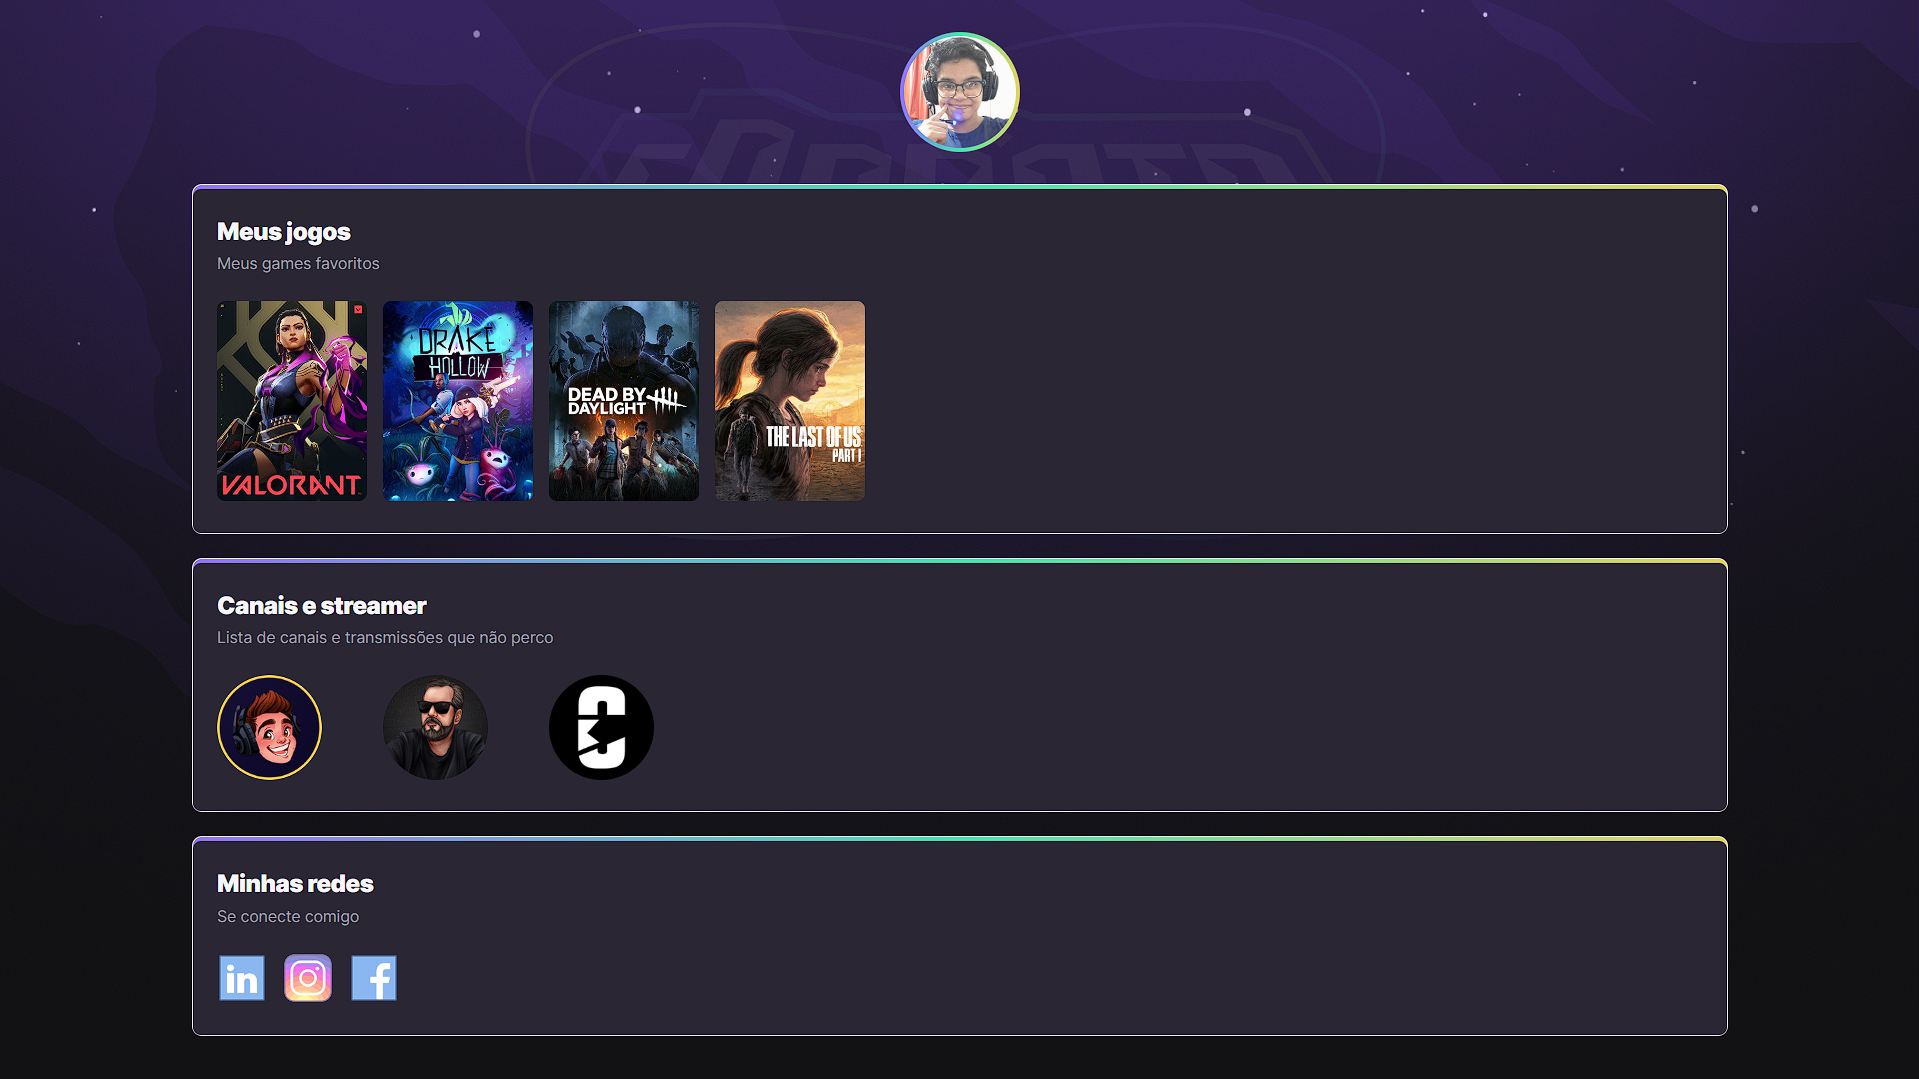 Meus jogos
Meus games favoritos
VALORANT
DRAKE
HOLLOW
DEAD BY
DAYLIGHT
THE LAST OF US
PART I
Canais e streamer
Lista de canais e transmissões que não perco
Minhas redes
Se conecte comigo
in
f